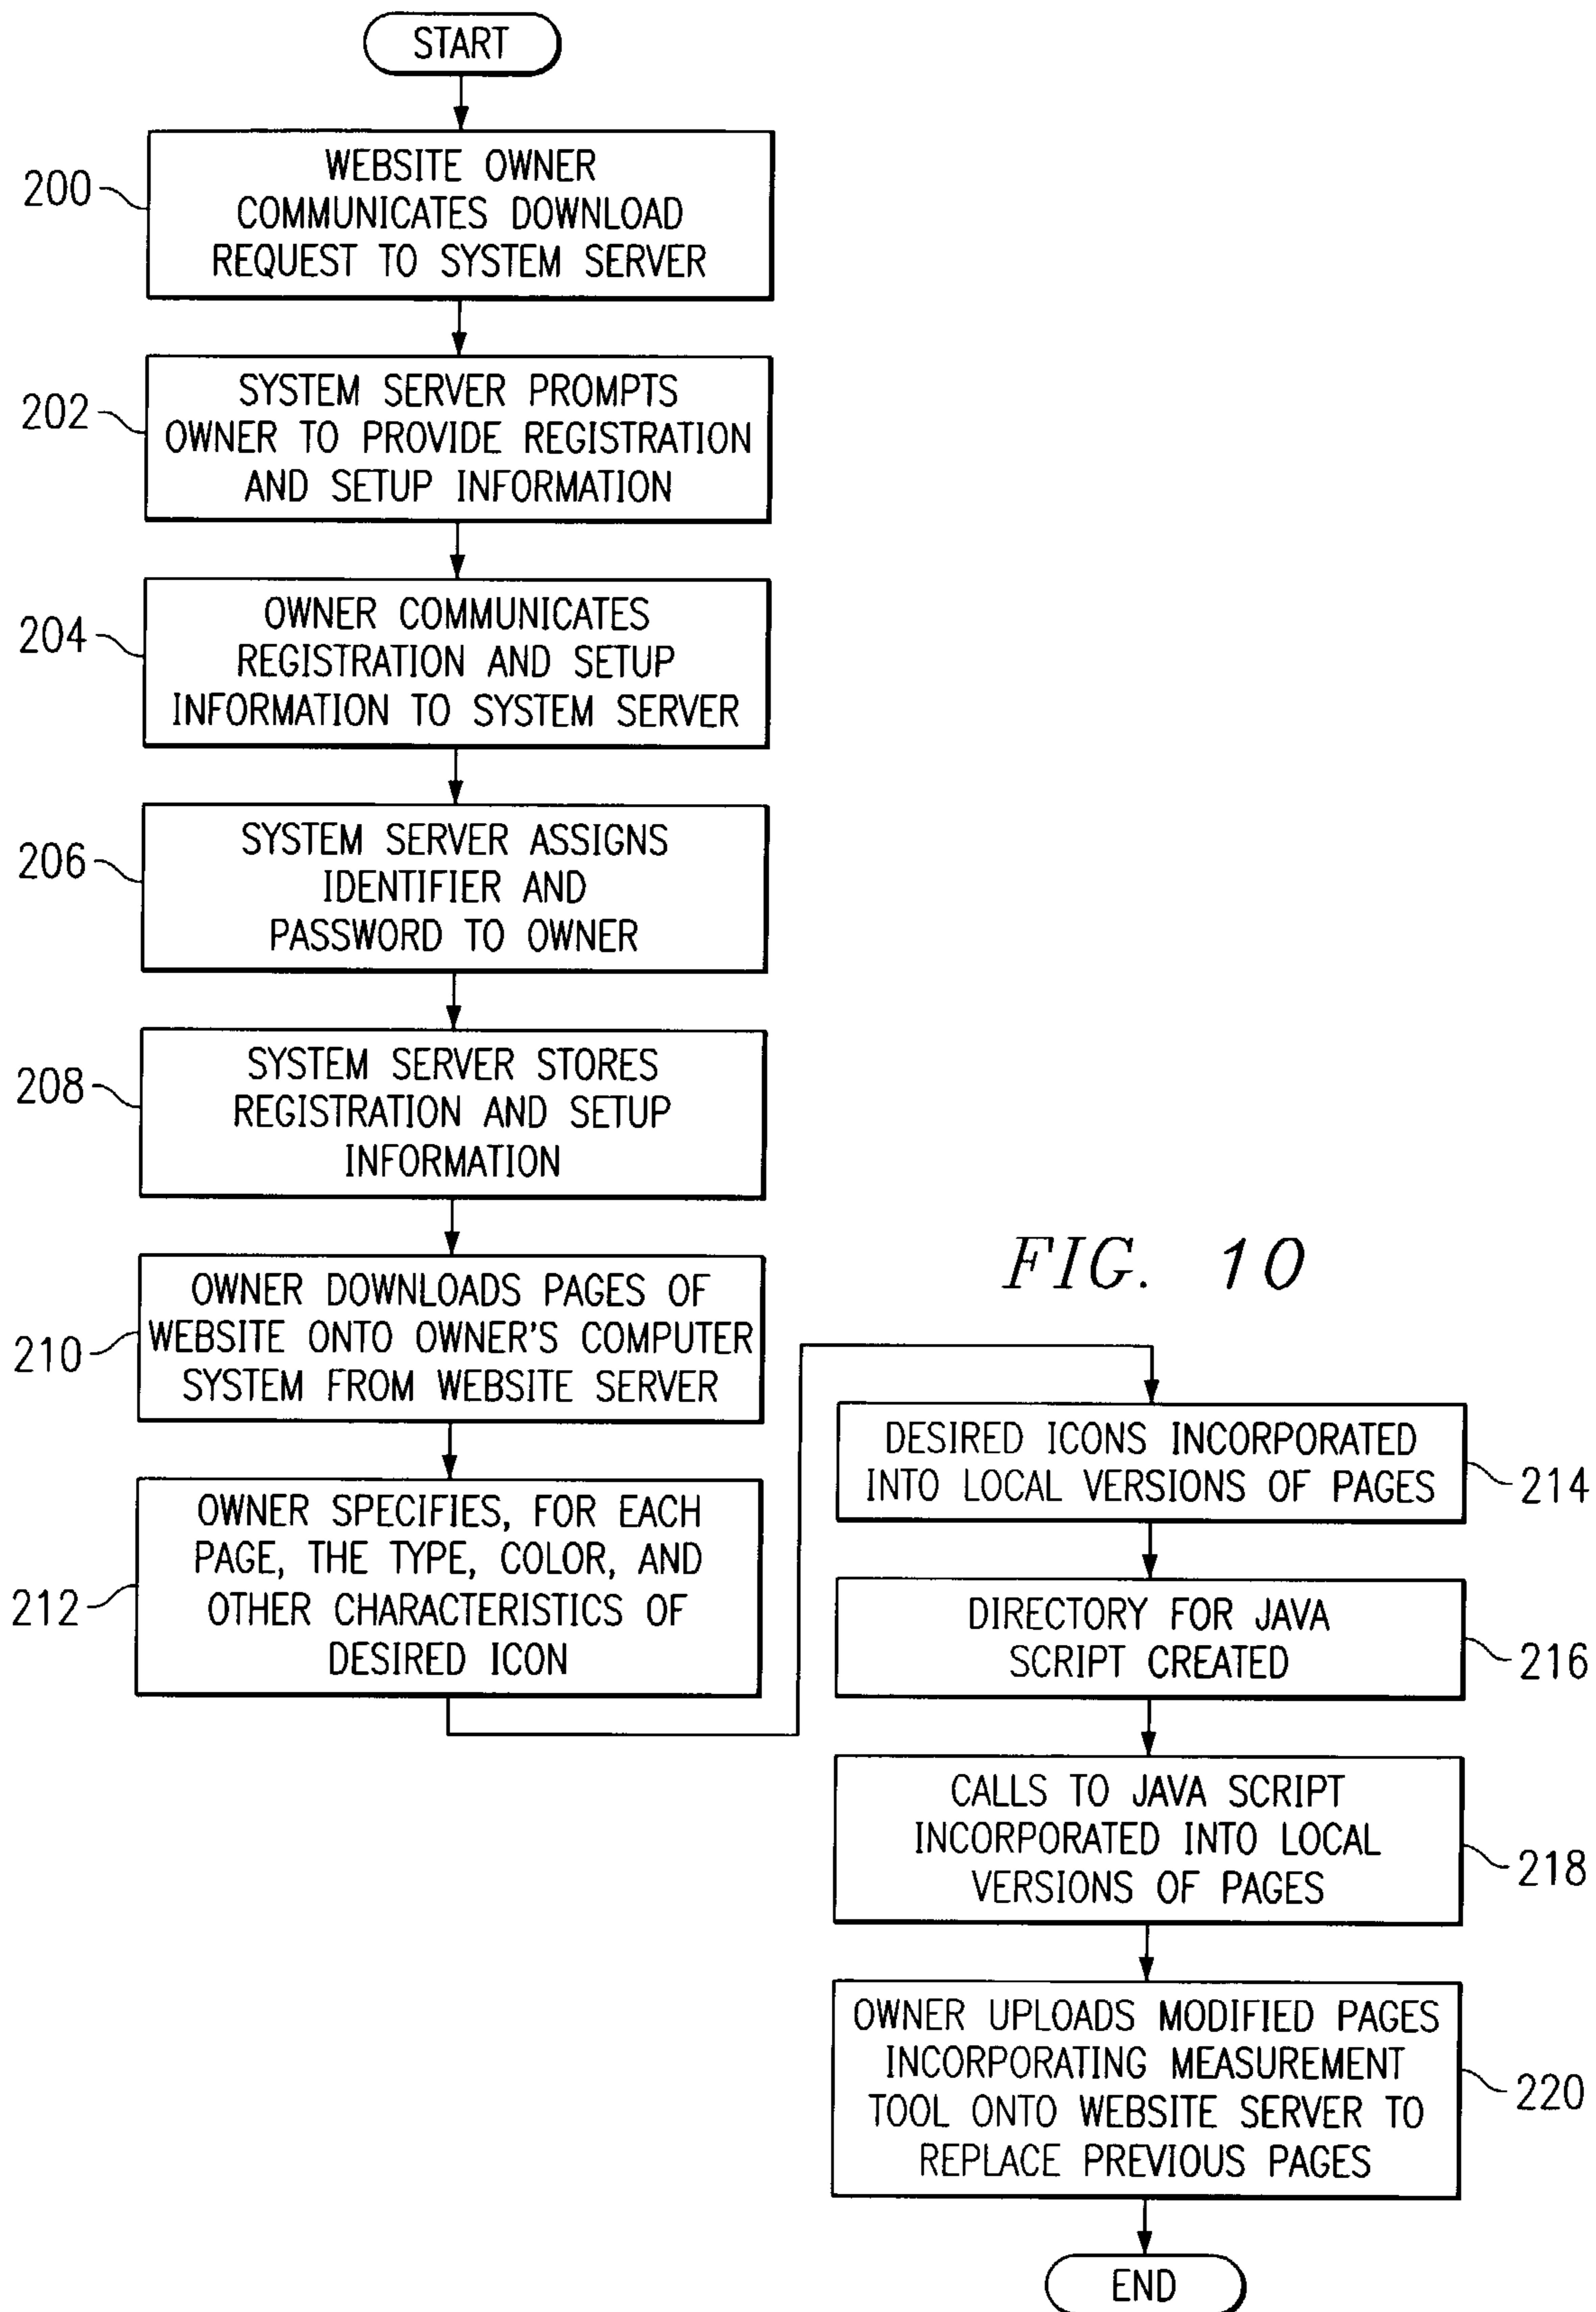 START
200
WEBSITE OWNER
COMMUNICATES DOWNLOAD
REQUEST TO SYSTEM SERVER
202
SYSTEM SERVER PROMPTS
OWNER TO PROVIDE REGISTRATION
AND SETUP INFORMATION
204
OWNER COMMUNICATES
REGISTRATION AND SETUP
INFORMATION TO SYSTEM SERVER
206
SYSTEM SERVER ASSIGNS
IDENTIFIER AND
PASSWORD TO OWNER
208
SYSTEM SERVER STORES
REGISTRATION AND SETUP
INFORMATION
210
OWNER DOWNLOADS PAGES OF
WEBSITE ONTO OWNER'S COMPUTER
SYSTEM FROM WEBSITE SERVER
212
OWNER SPECIFIES, FOR EACH
PAGE, THE TYPE, COLOR, AND
OTHER CHARACTERISTICS OF
DESIRED ICON
FIG. 10
DESIRED ICONS INCORPORATED
INTO LOCAL VERSIONS OF PAGES
214
DIRECTORY FOR JAVA
SCRIPT CREATED
216
CALLS TO JAVA SCRIPT
INCORPORATED INTO LOCAL
VERSIONS OF PAGES
218
OWNER UPLOADS MODIFIED PAGES
INCORPORATING MEASUREMENT
TOOL ONTO WEBSITE SERVER TO
REPLACE PREVIOUS PAGES
220
END